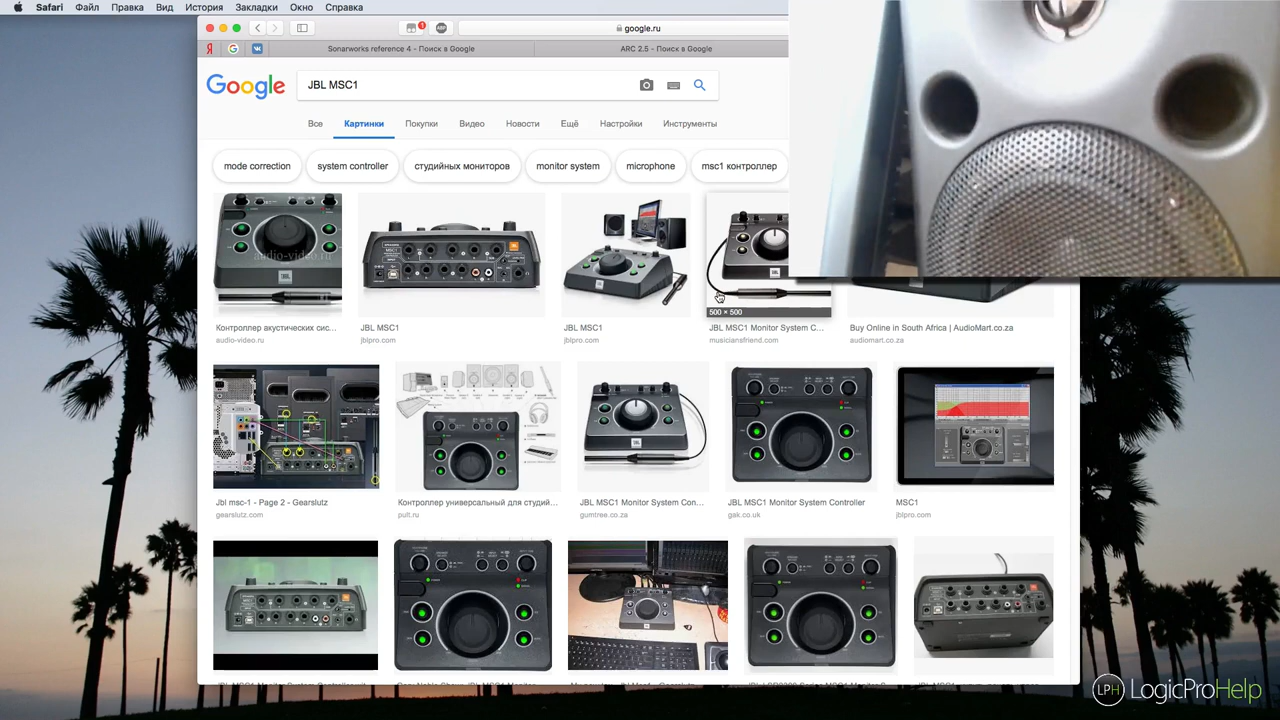 Safari Файл Правка Вид История Закладки Окно Справка
google.ru
Sonarworks reference 4 - Поиск в Google
ARC 2.5 - Поиск в Google
Google
JBL MSC1
Все Картинки Покупки Видео Новости Ещё Настройки Инструменты
mode correction
system controller
студийных мониторов
monitor system
microphone
msc1 контроллер
audio-video.ru
JBL
500 × 500
Контроллер акустических сис...
audio-video.ru
JBL MSC1
jblpro.com
JBL MSC1
jblpro.com
JBL MSC1 Monitor System C...
musiciansfriend.com
Buy Online in South Africa | AudioMart.co.za
audiomart.co.za
Jbl msc-1 - Page 2 - Gearslutz
gearslutz.com
Контроллер универсальный для студий...
pult.ru
JBL MSC1 Monitor System Con...
gumtree.co.za
JBL MSC1 Monitor System Controller
gak.co.uk
MSC1
jblpro.com
LPH LogicProHelp